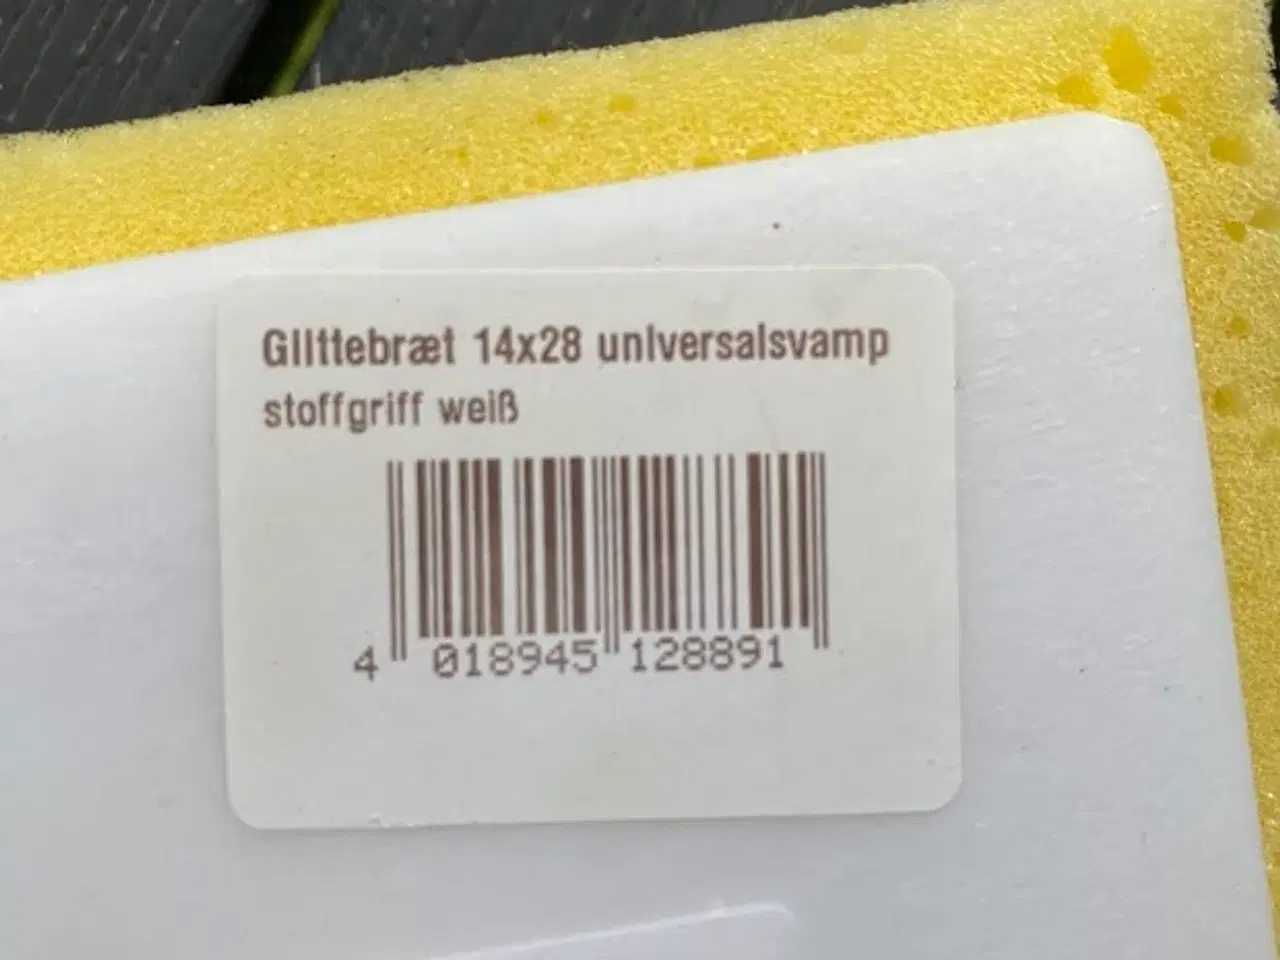 Glittebræt 14x28 universalsvamp
stoffgriff weiß
4 018945 128891